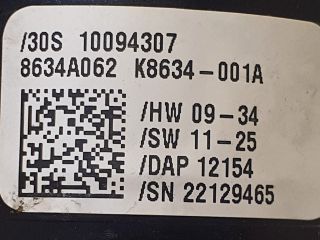 /30S 10094307
8634A062 K8634-001A
/HW 09-34
/SW 11-25
/DAP 12154
/SN 22129465